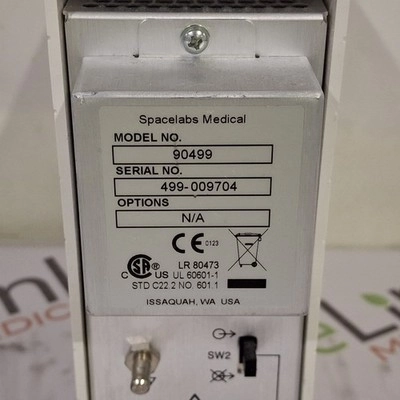 Spacelabs Medical
MODEL NO.
90499
SERIAL NO.
499-009704
OPTIONS
N/A
CE 0123
LR 80473
C US UL 60601-1
STD C22.2 NO. 601.1
ISSAQUAH, WA USA
SW2